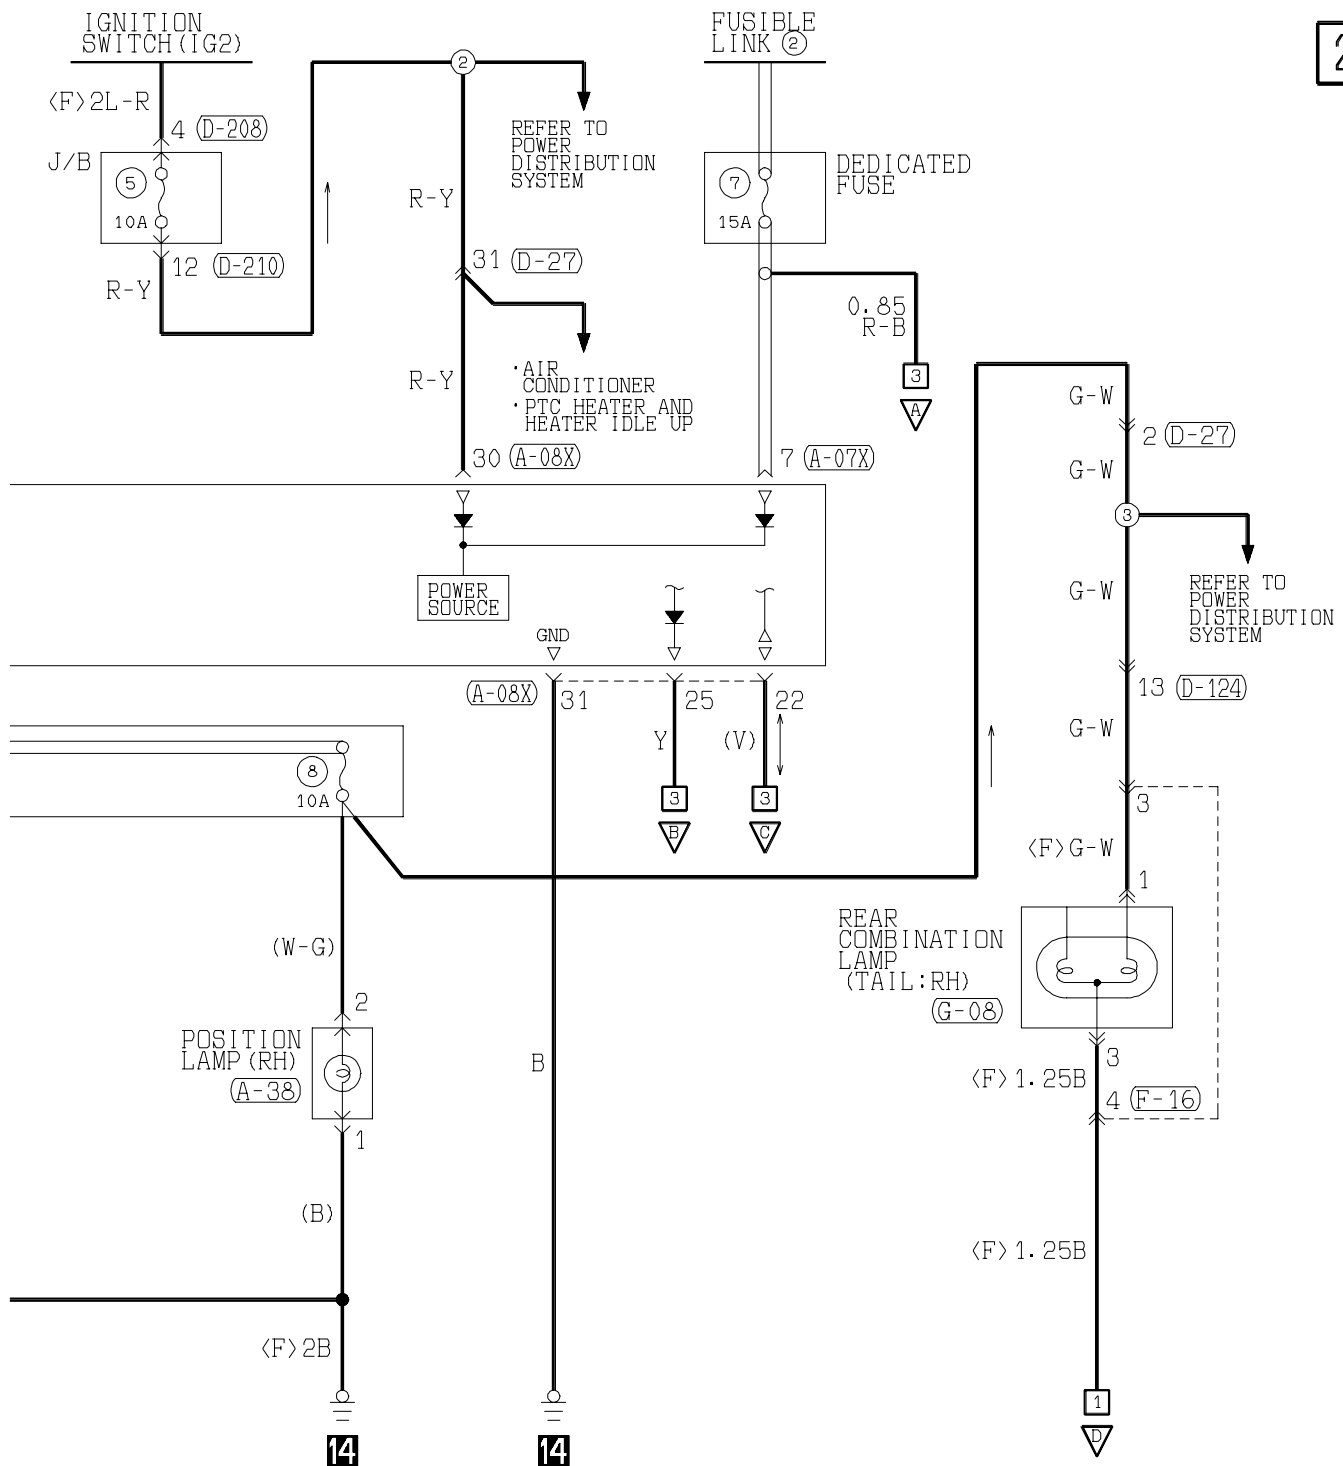 IGNITION
SWITCH(IG2)
FUSIBLE
LINK ②
②
〈F〉2L-R
4 (D-208)
J/B
⑤
10A
12 (D-210)
R-Y
REFER TO
POWER
DISTRIBUTION
SYSTEM
R-Y
⑦
15A
DEDICATED
FUSE
31 (D-27)
0.85
R-B
R-Y
・AIR
CONDITIONER
・PTC HEATER AND
HEATER IDLE UP
3
A
G-W
2 (D-27)
30 (A-08X)
7 (A-07X)
G-W
③
POWER
SOURCE
GND
G-W
REFER TO
POWER
DISTRIBUTION
SYSTEM
(A-08X) 31
25
22
13 (D-124)
Y
(V)
G-W
⑧
10A
3
B
3
C
3
〈F〉G-W
1
REAR
COMBINATION
LAMP
(TAIL:RH)
(G-08)
(W-G)
2
POSITION
LAMP(RH)
(A-38)
1
B
3
〈F〉1.25B
4 (F-16)
(B)
〈F〉1.25B
〈F〉2B
14
14
1
D